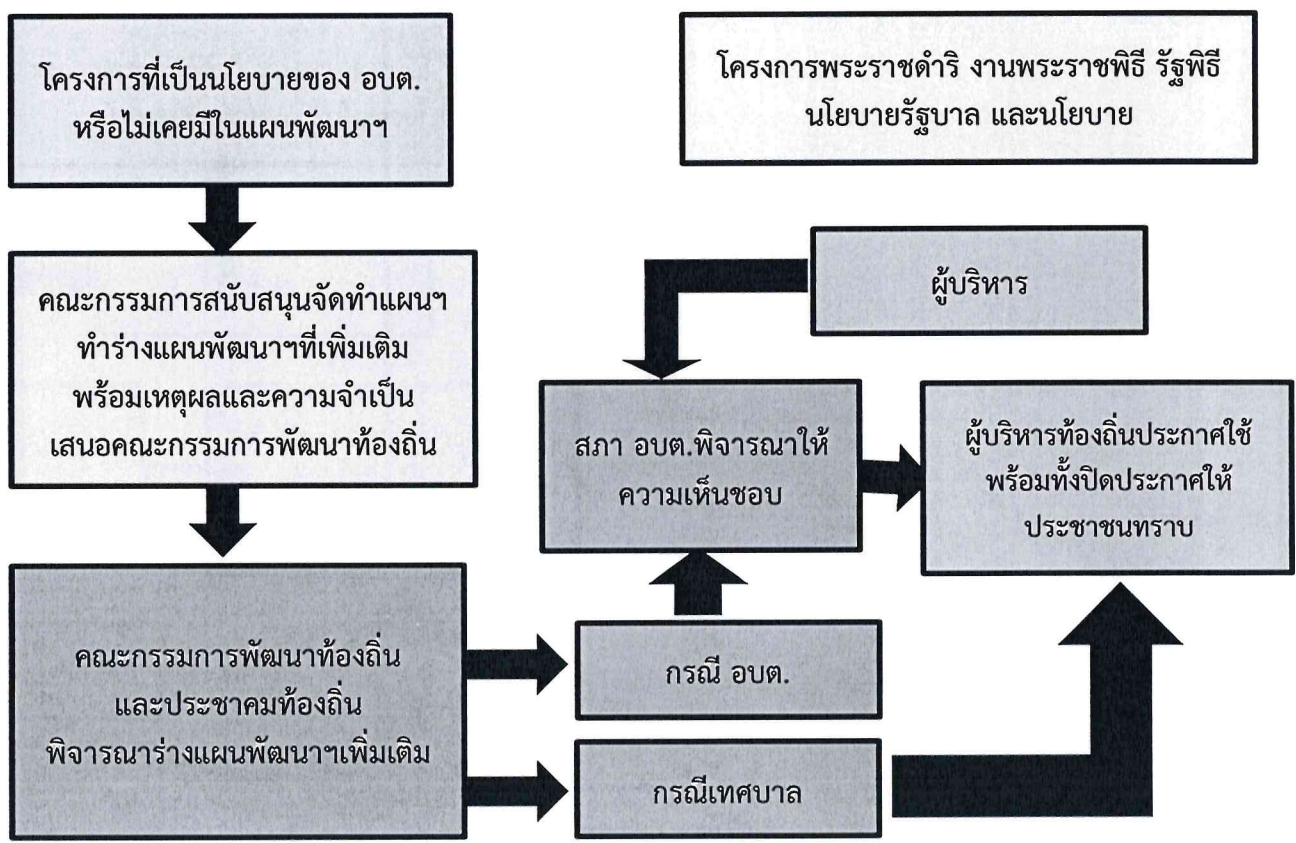 โครงการที่เป็นนโยบายของ อบต.
หรือไม่เคยมีในแผนพัฒนาฯ
โครงการพระราชดำริ งานพระราชพิธี รัฐพิธี
นโยบายรัฐบาล และนโยบาย
คณะกรรมการสนับสนุนจัดทำแผนฯ
ทำร่างแผนพัฒนาฯที่เพิ่มเติม
พร้อมเหตุผลและความจำเป็น
เสนอคณะกรรมการพัฒนาท้องถิ่น
ผู้บริหาร
สภา อบต.พิจารณาให้
ความเห็นชอบ
ผู้บริหารท้องถิ่นประกาศใช้
พร้อมทั้งปิดประกาศให้
ประชาชนทราบ
คณะกรรมการพัฒนาท้องถิ่น
และประชาคมท้องถิ่น
พิจารณาร่างแผนพัฒนาฯเพิ่มเติม
กรณี อบต.
กรณีเทศบาล